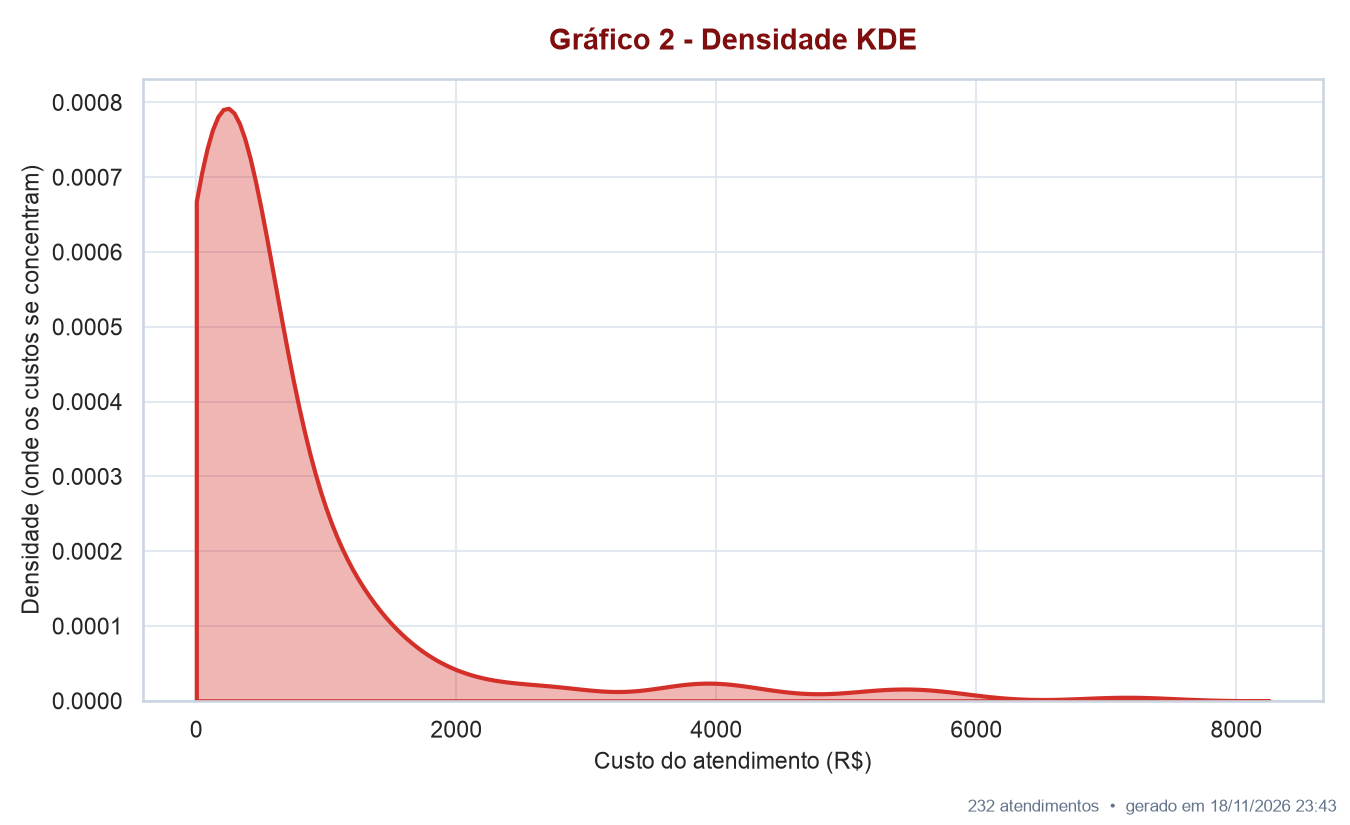 Gráfico 2 - Densidade KDE
Densidade (onde os custos se concentram)
0.0008
0.0007
0.0006
0.0005
0.0004
0.0003
0.0002
0.0001
0.0000
0 2000 4000 6000 8000
Custo do atendimento (R$)
232 atendimentos • gerado em 18/11/2026 23:43